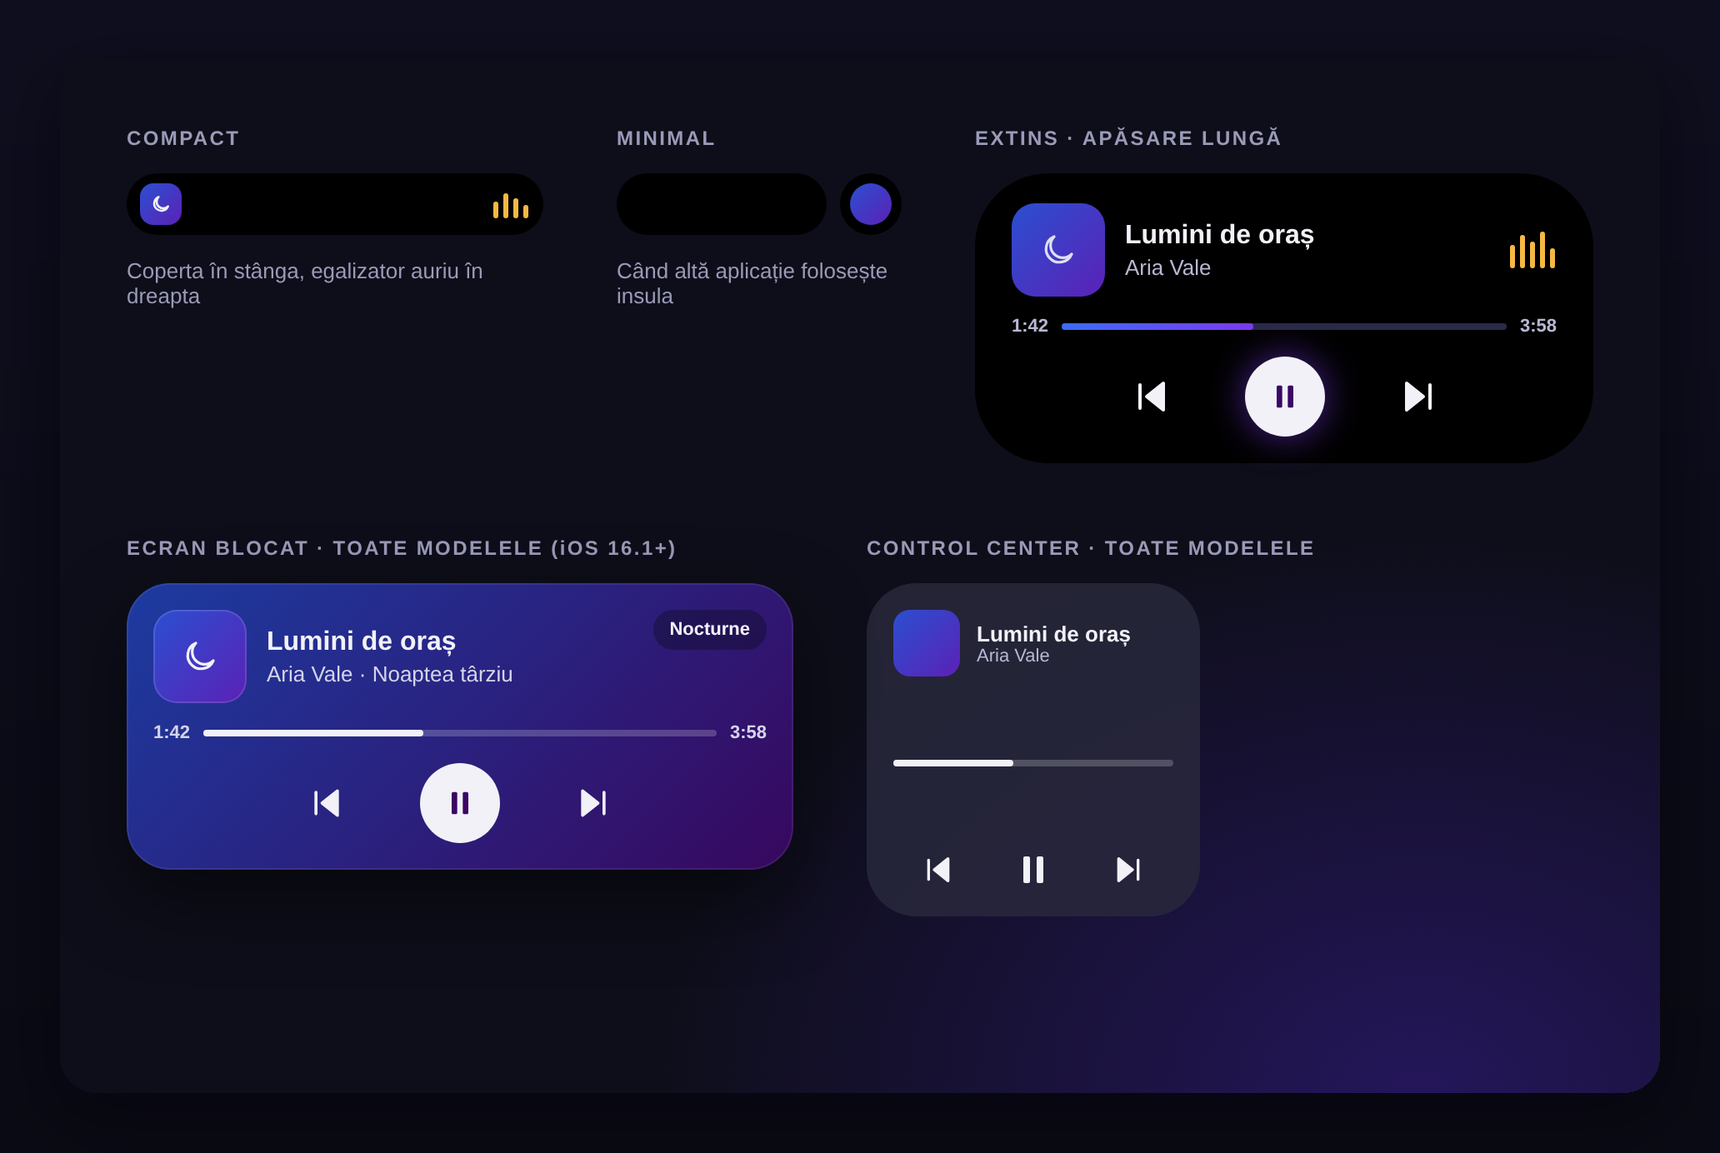 COMPACT
Coperta în stânga, egalizator auriu în
dreapta
MINIMAL
Când altă aplicație folosește
insula
EXTINS · APĂSARE LUNGĂ
Lumini de oraș
Aria Vale
1:42
3:58
ECRAN BLOCAT · TOATE MODELELE (iOS 16.1+)
Lumini de oraș
Aria Vale · Noaptea târziu
Nocturne
1:42
3:58
CONTROL CENTER · TOATE MODELELE
Lumini de oraș
Aria Vale